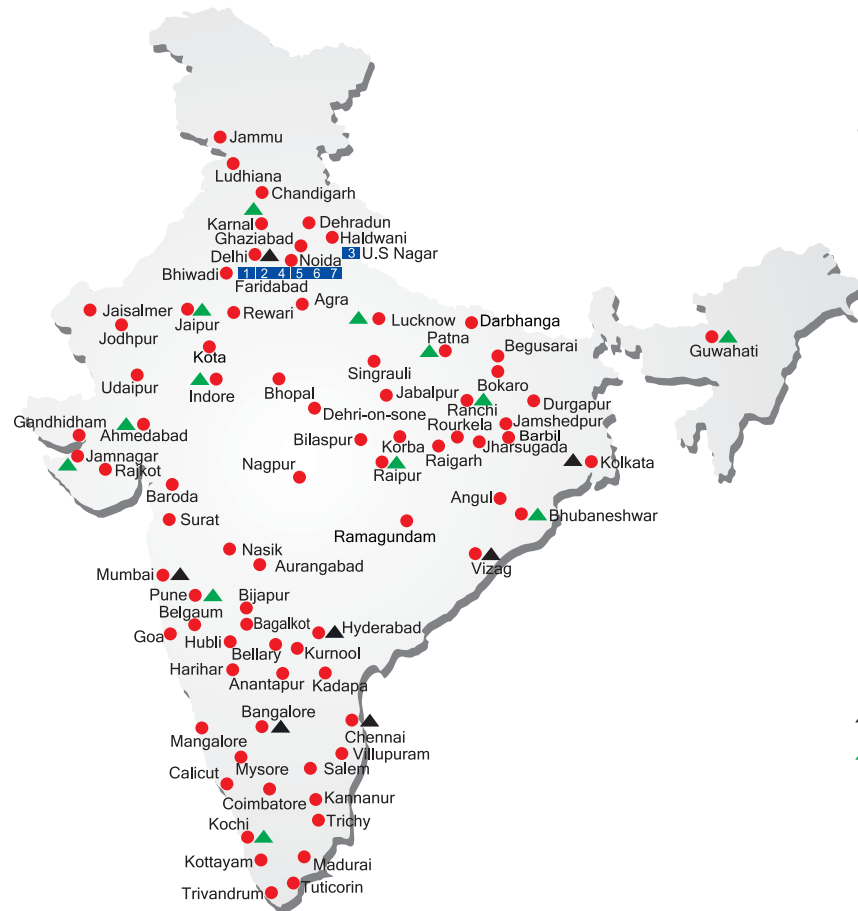 Jammu
Ludhiana
Chandigarh
Karnal
Dehradun
Ghaziabad
Haldwani
Delhi
3 U.S Nagar
Noida
Bhiwadi
1 2 4 5 6 7
Faridabad
Jaisalmer
Jaipur
Rewari
Agra
Lucknow
Darbhanga
Jodhpur
Patna
Guwahati
Kota
Begusarai
Singrauli
Udaipur
Indore
Bhopal
Jabalpur
Bokaro
Ranchi
Durgapur
Dehri-on-sone
Gandhidham
Ahmedabad
Rourkela
Jamshedpur
Bilaspur
Korba
Barbil
Raigarh
Jharsugada
Jamnagar
Rajkot
Nagpur
Raipur
Kolkata
Baroda
Angul
Surat
Bhubaneshwar
Ramagundam
Nasik
Aurangabad
Vizag
Mumbai
Pune
Bijapur
Belgaum
Bagalkot
Goa
Hubli
Hyderabad
Bellary
Kurnool
Harihar
Anantapur
Kadapa
Bangalore
Mangalore
Chennai
Villupuram
Mysore
Salem
Calicut
Coimbatore
Kannanur
Kochi
Trichy
Kottayam
Madurai
Trivandrum
Tuticorin